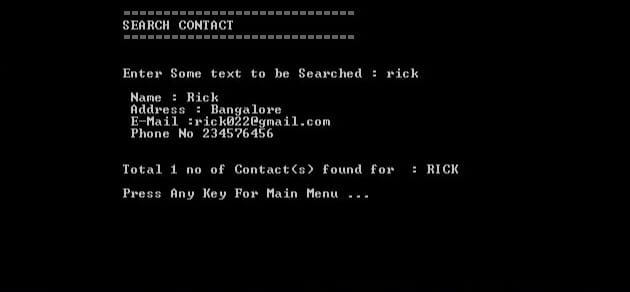 =============================
SEARCH CONTACT
=============================
Enter Some text to be Searched : rick
Name : Rick
Address : Bangalore
E-Mail :rick022@gmail.com
Phone No 234576456
Total 1 no of Contact(s) found for  : RICK
Press Any Key For Main Menu ...